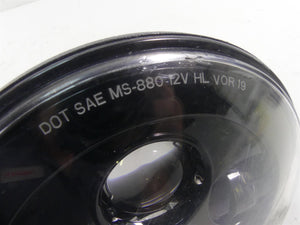 DOT SAE MS-880-12V HL VOR 19